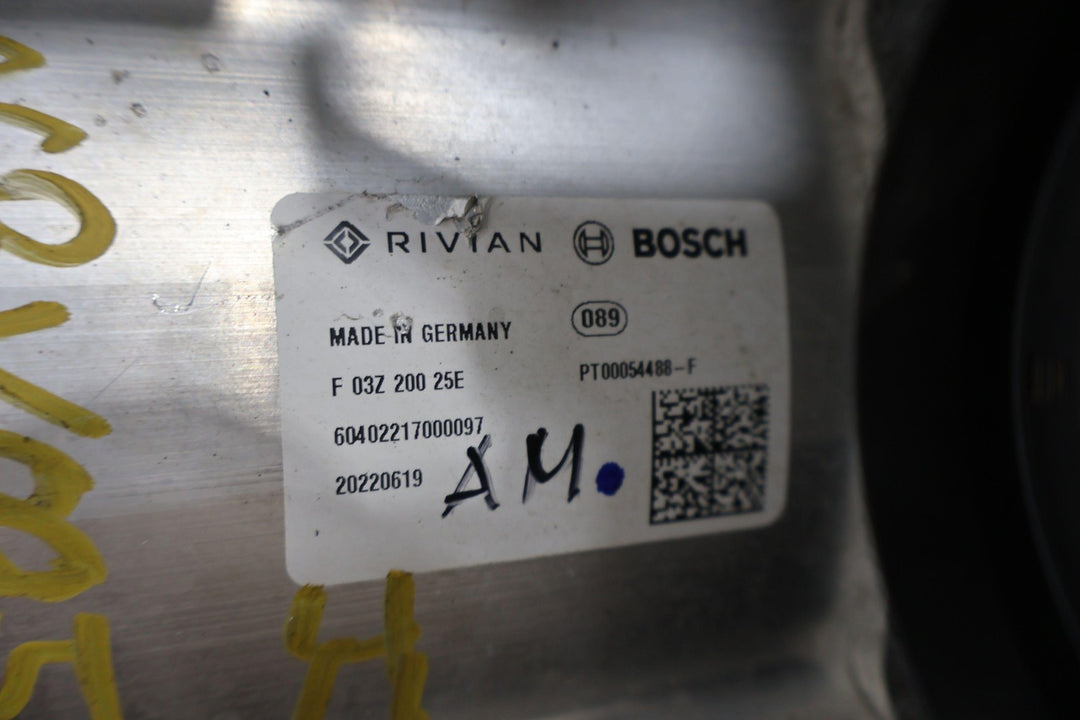 RIVIAN BOSCH
MADE IN GERMANY 089
F 03Z 200 25E PT00054488-F
60402217000097
20220619 AM